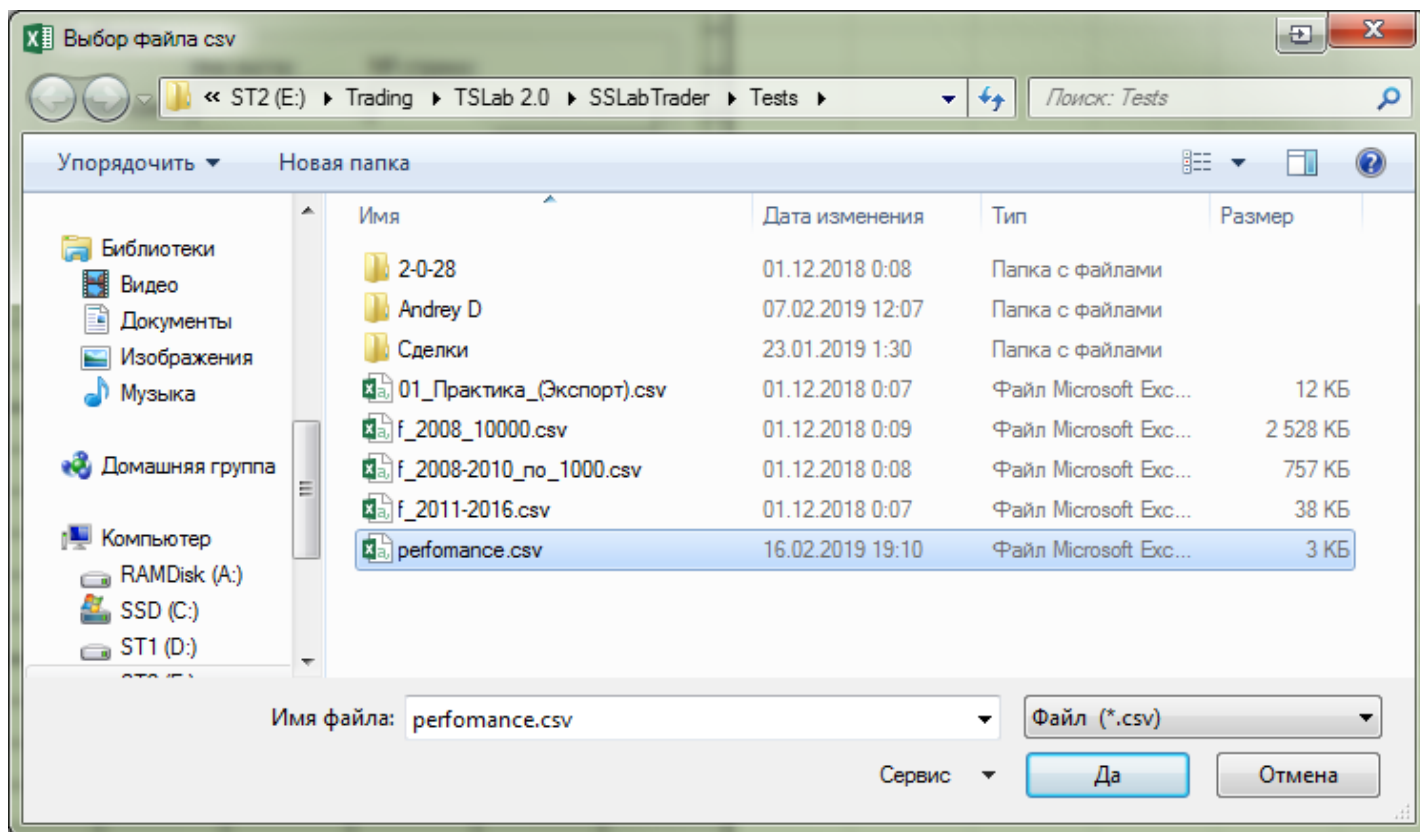 Выбор файла csv
« ST2 (E:) Trading TSLab 2.0 SSLabTrader Tests Поиск: Tests
Упорядочить Новая папка
Имя Дата изменения Тип Размер
Библиотеки
Видео
Документы
Изображения
Музыка
Домашняя группа
Компьютер
RAMDisk (A:)
SSD (C:)
ST1 (D:)
2-0-28 01.12.2018 0:08 Папка с файлами
Andrey D 07.02.2019 12:07 Папка с файлами
Сделки 23.01.2019 1:30 Папка с файлами
01_Практика_(Экспорт).csv 01.12.2018 0:07 Файл Microsoft Exc... 12 КБ
f_2008_10000.csv 01.12.2018 0:09 Файл Microsoft Exc... 2 528 КБ
f_2008-2010_по_1000.csv 01.12.2018 0:08 Файл Microsoft Exc... 757 КБ
f_2011-2016.csv 01.12.2018 0:07 Файл Microsoft Exc... 38 КБ
perfomance.csv 16.02.2019 19:10 Файл Microsoft Exc... 3 КБ
Имя файла: perfomance.csv Файл (*.csv)
Сервис Да Отмена